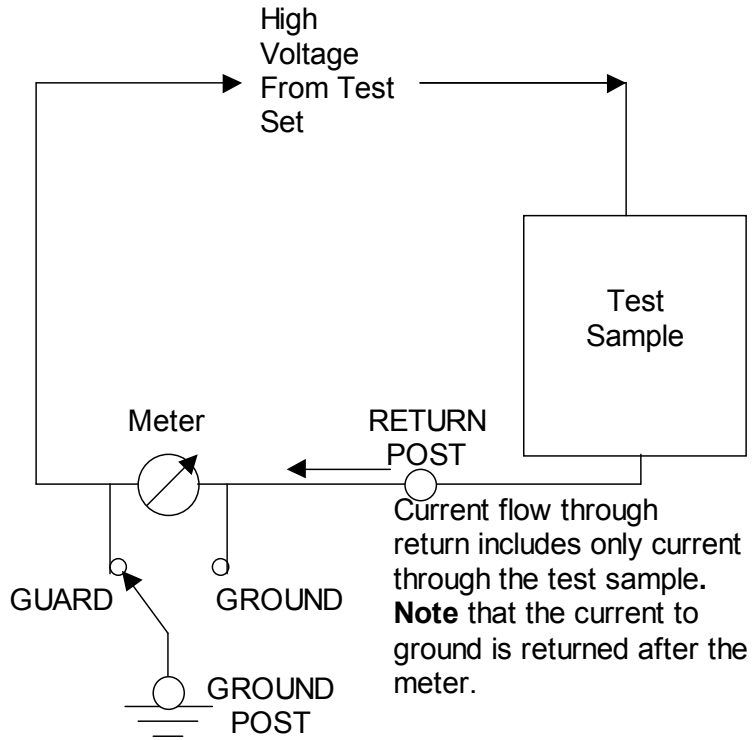 High
Voltage
From Test
Set
Test
Sample
Meter
RETURN
POST
Current flow through
return includes only current
through the test sample.
Note that the current to
ground is returned after the
meter.
GUARD
GROUND
GROUND
POST